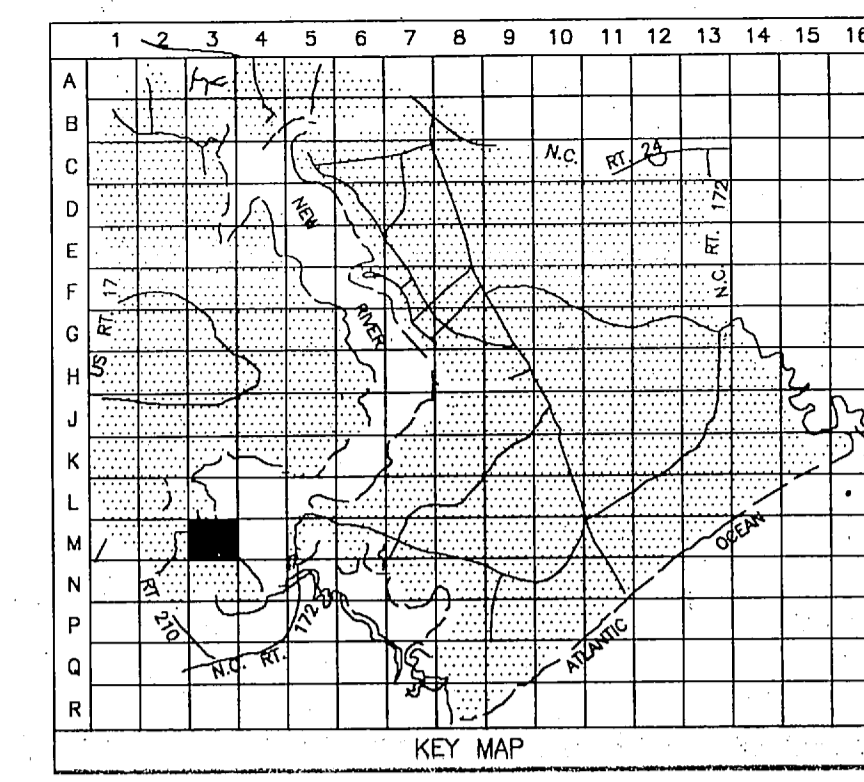 1 2 3 4 5 6 7 8 9 10 11 12 13 14 15 16
A
B
C
D
E
F
G
H
J
K
L
M
N
P
Q
R
N.C. RT. 24
N.C. RT. 172
NEW RIVER
US RT. 17
RT 210
N.C. RT. 172
ATLANTIC OCEAN
KEY MAP